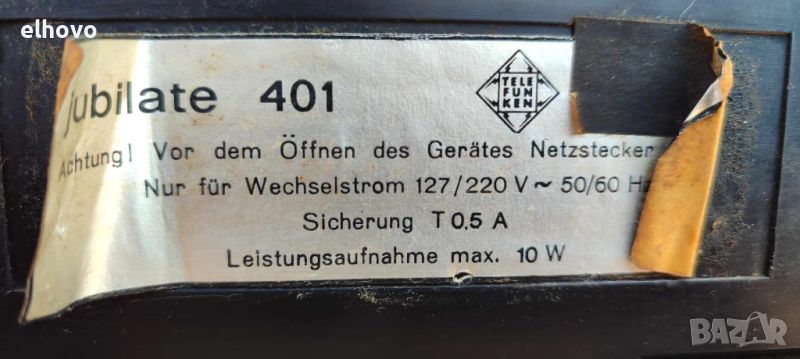 elhovo
jubilate 401
TELE
FUN
KEN
Achtung! Vor dem Öffnen des Gerätes Netzstecker
Nur für Wechselstrom 127/220 V ~ 50/60 Hz
Sicherung T 0,5 A
Leistungsaufnahme max. 10 W
BAZAR